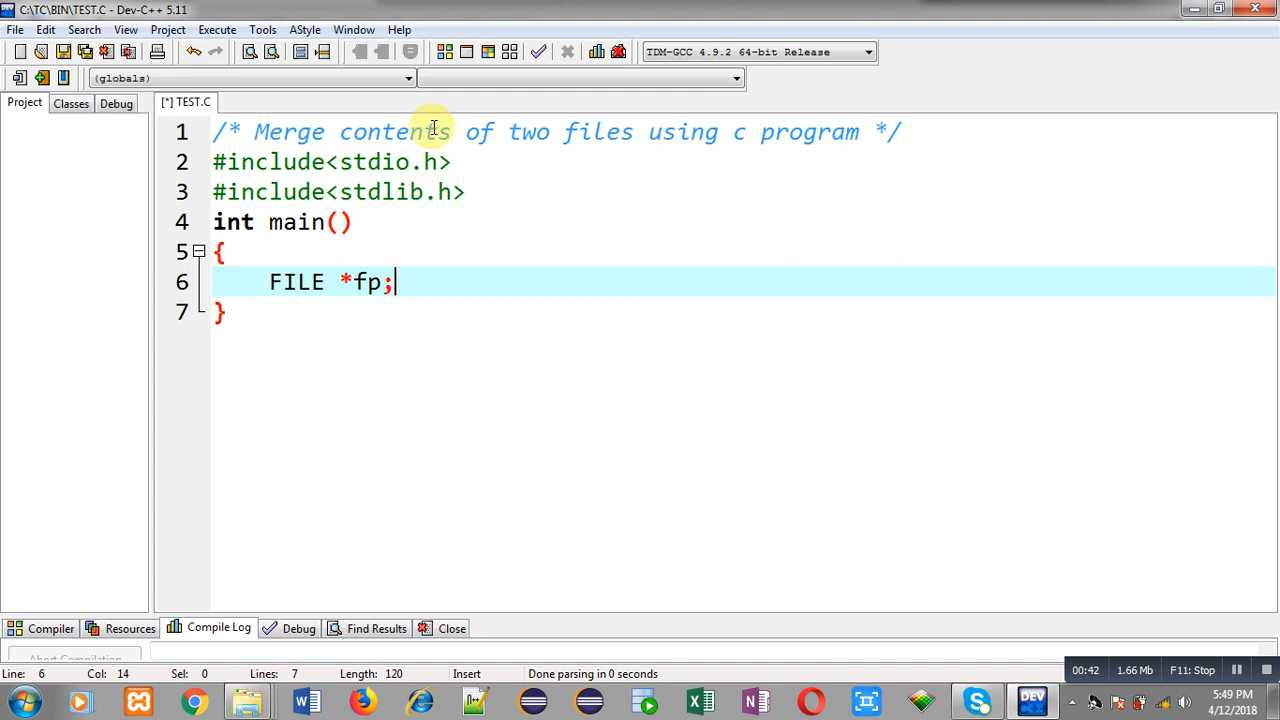 C:\TC\BIN\TEST.C - Dev-C++ 5.11
File Edit Search View Project Execute Tools AStyle Window Help
TDM-GCC 4.9.2 64-bit Release
(globals)
Project Classes Debug [*] TEST.C
1 /* Merge contents of two files using c program */
2 #include<stdio.h>
3 #include<stdlib.h>
4 int main()
5 {
6 FILE *fp;
7 }
Compiler Resources Compile Log Debug Find Results Close
Abort Compilation
Line: 6 Col: 14 Sel: 0 Lines: 7 Length: 120 Insert Done parsing in 0 seconds
00:42 1.66 Mb F11: Stop
W DEV
5:49 PM
4/12/2018